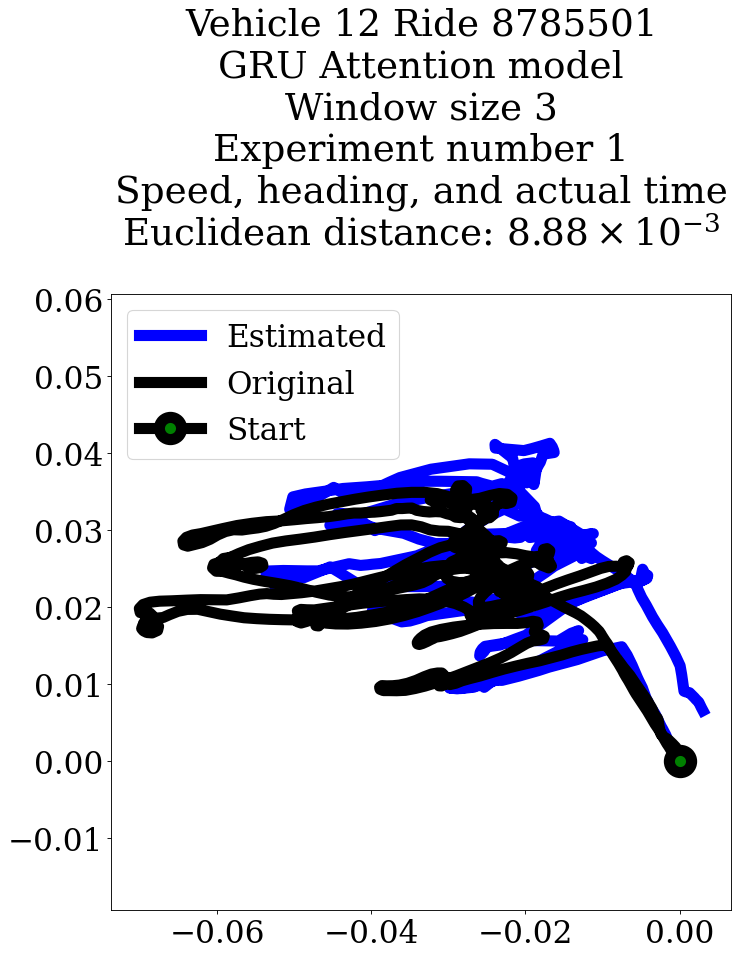 Vehicle 12 Ride 8785501
GRU Attention model
Window size 3
Experiment number 1
Speed, heading, and actual time
Euclidean distance: 8.88 × 10⁻³
Estimated
Original
Start
0.06
0.05
0.04
0.03
0.02
0.01
0.00
−0.01
−0.06 −0.04 −0.02 0.00